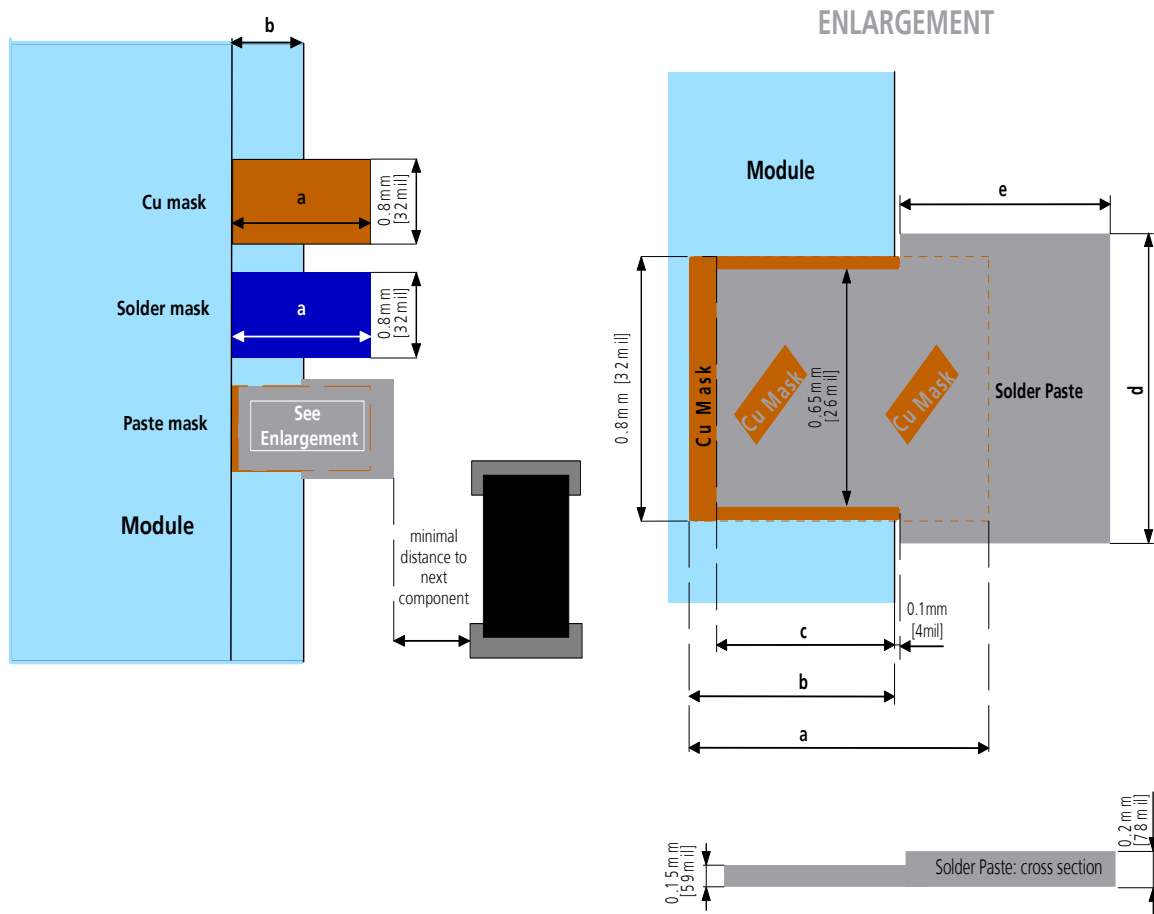 ENLARGEMENT
b
Cu mask
a
0.8mm
[32mil]
Solder mask
a
0.8mm
[32mil]
Paste mask
See
Enlargement
Module
minimal
distance to
next
component
Module
e
0.8mm [32mil]
Cu Mask
Cu Mask
0.65mm
[26mil]
Cu Mask
Solder Paste
d
0.1mm
[4mil]
c
b
a
0.15mm
[59mil]
Solder Paste: cross section
0.2mm
[78mil]